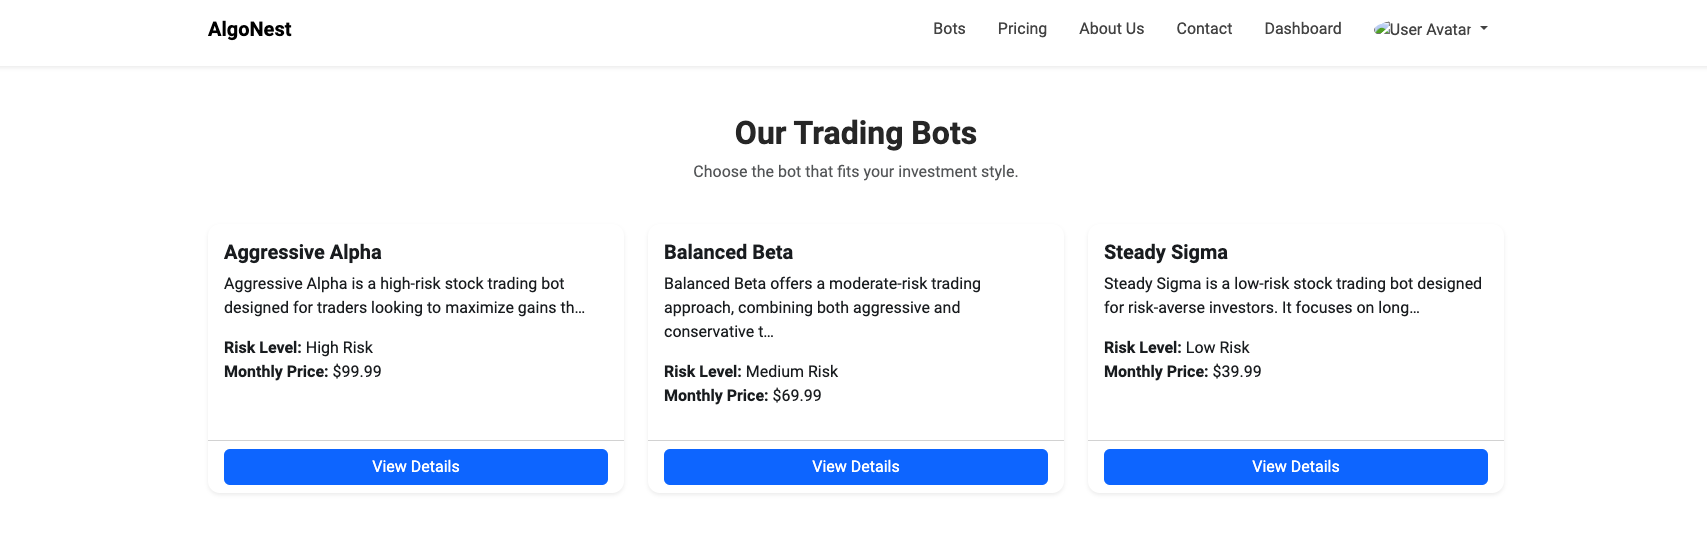 AlgoNest
Bots
Pricing
About Us
Contact
Dashboard
User Avatar
Our Trading Bots
Choose the bot that fits your investment style.
Aggressive Alpha
Aggressive Alpha is a high-risk stock trading bot
designed for traders looking to maximize gains th...
Risk Level: High Risk
Monthly Price: $99.99
View Details
Balanced Beta
Balanced Beta offers a moderate-risk trading
approach, combining both aggressive and
conservative t...
Risk Level: Medium Risk
Monthly Price: $69.99
View Details
Steady Sigma
Steady Sigma is a low-risk stock trading bot designed
for risk-averse investors. It focuses on long...
Risk Level: Low Risk
Monthly Price: $39.99
View Details